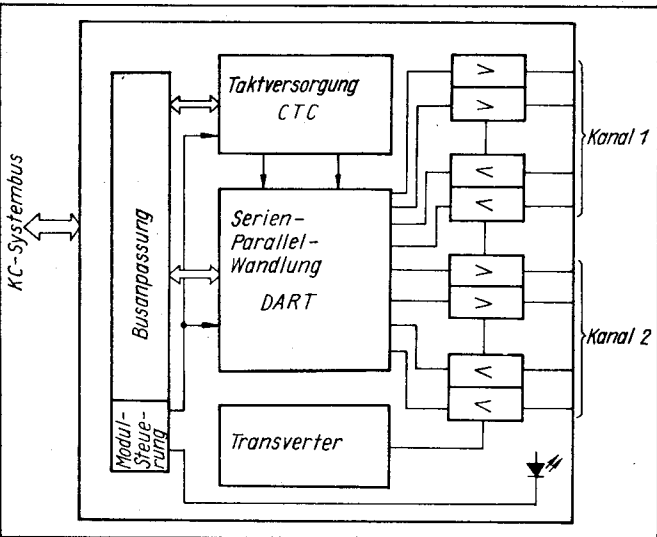 KC-Systembus
Busanpassung
Modul-
Steue-
rung
Taktversorgung
CTC
Serien-
Parallel-
Wandlung
DART
Transverter
>
>
<
<
Kanal 1
>
>
<
<
Kanal 2